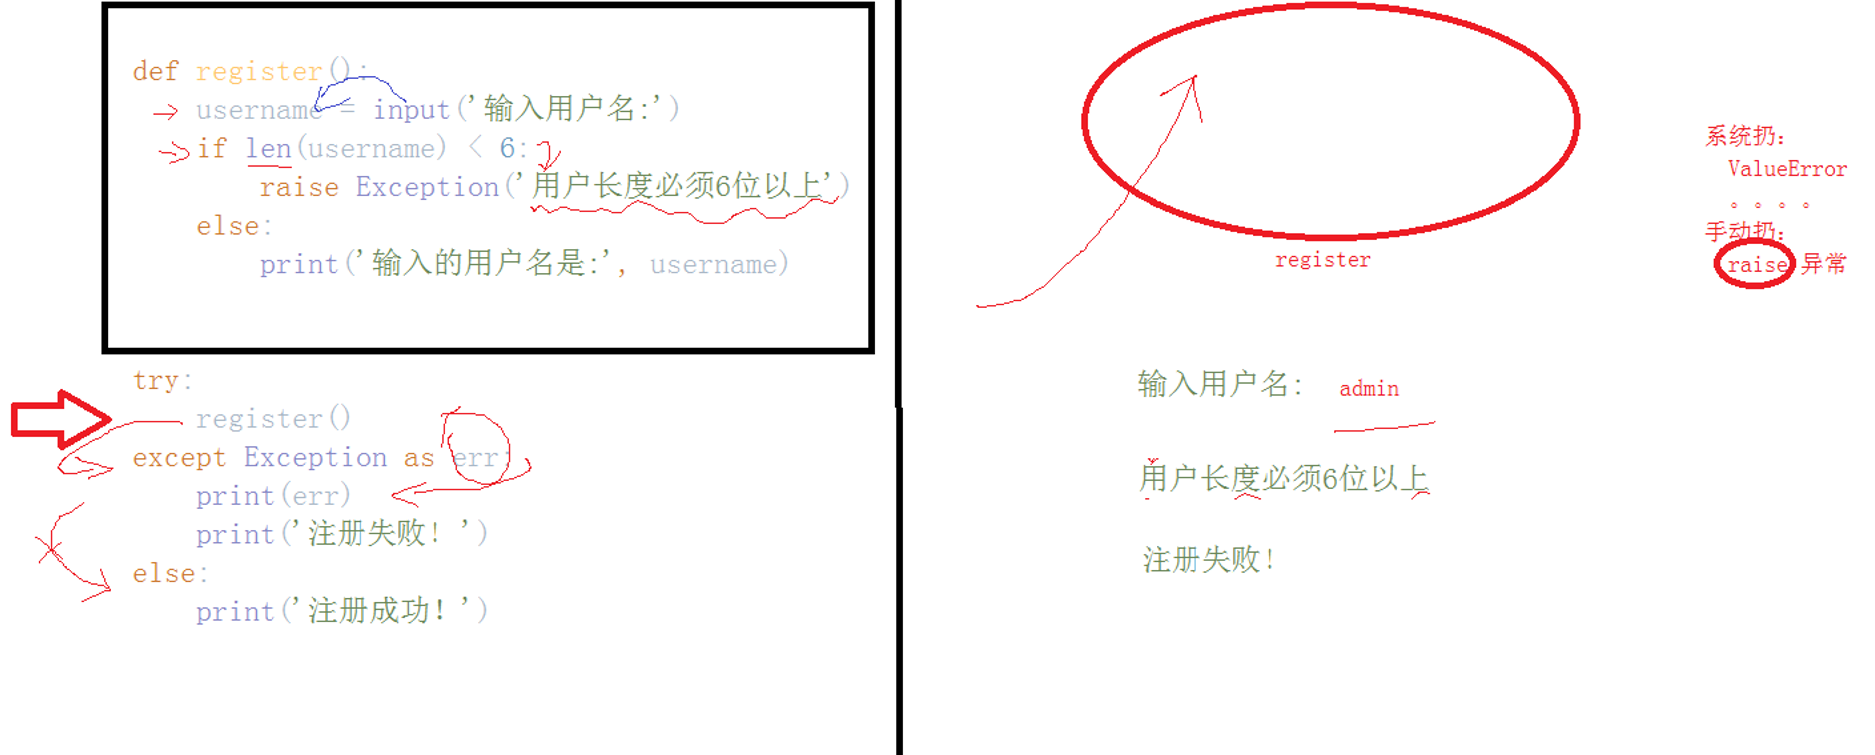 def register():
username = input('输入用户名:')
if len(username) < 6:
raise Exception('用户长度必须6位以上')
else:
print('输入的用户名是:', username)
try:
register()
except Exception as err:
print(err)
print('注册失败! ')
else:
print('注册成功! ')
register
系统扔:
ValueError
。。。。
手动扔:
raise 异常
输入用户名: admin
用户长度必须6位以上
注册失败!